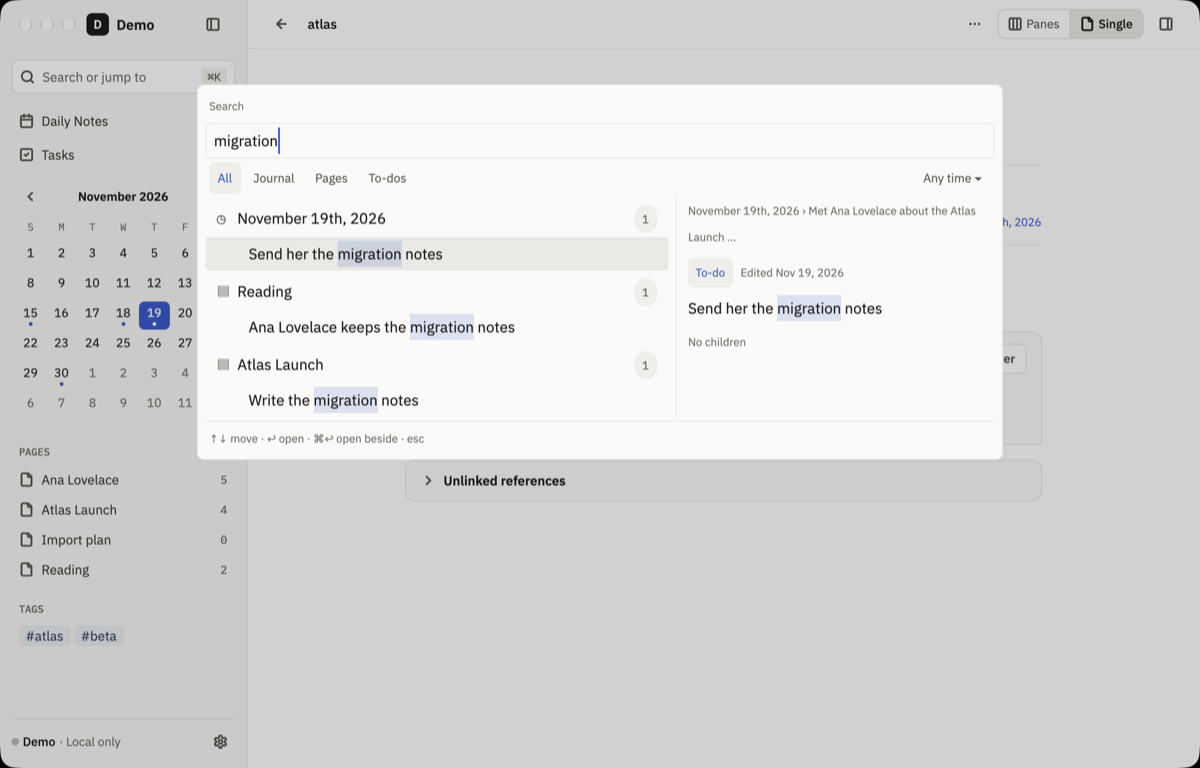 D Demo
atlas
Panes
Single
Search or jump to
⌘K
Daily Notes
Tasks
November 2026
S M T W T F
1 2 3 4 5 6
8 9 10 11 12 13
15 16 17 18 19 20
22 23 24 25 26 27
29 30 1 2 3 4
6 7 8 9 10 11
PAGES
Ana Lovelace 5
Atlas Launch 4
Import plan 0
Reading 2
TAGS
#atlas #beta
Demo · Local only
Search
migration
All Journal Pages To-dos
Any time
November 19th, 2026 1
Send her the migration notes
Reading 1
Ana Lovelace keeps the migration notes
Atlas Launch 1
Write the migration notes
November 19th, 2026 › Met Ana Lovelace about the Atlas
Launch ...
To-do Edited Nov 19, 2026
Send her the migration notes
No children
↑↓ move · ↩ open · ⌘↩ open beside · esc
h, 2026
er
Unlinked references